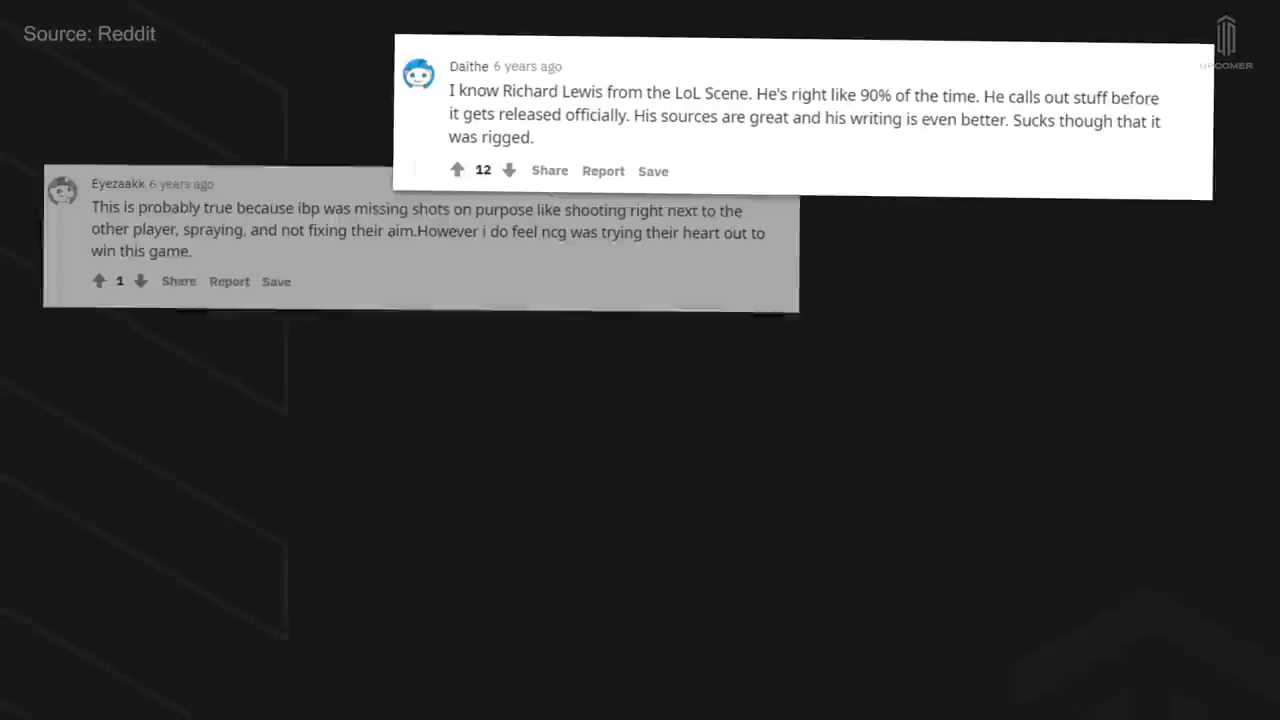 Source: Reddit
UPCOMER
Daithe 6 years ago
I know Richard Lewis from the LoL Scene. He's right like 90% of the time. He calls out stuff before
it gets released officially. His sources are great and his writing is even better. Sucks though that it
was rigged.
12 Share Report Save
Eyezaakk 6 years ago
This is probably true because ibp was missing shots on purpose like shooting right next to the
other player, spraying, and not fixing their aim.However i do feel ncg was trying their heart out to
win this game.
1 Share Report Save